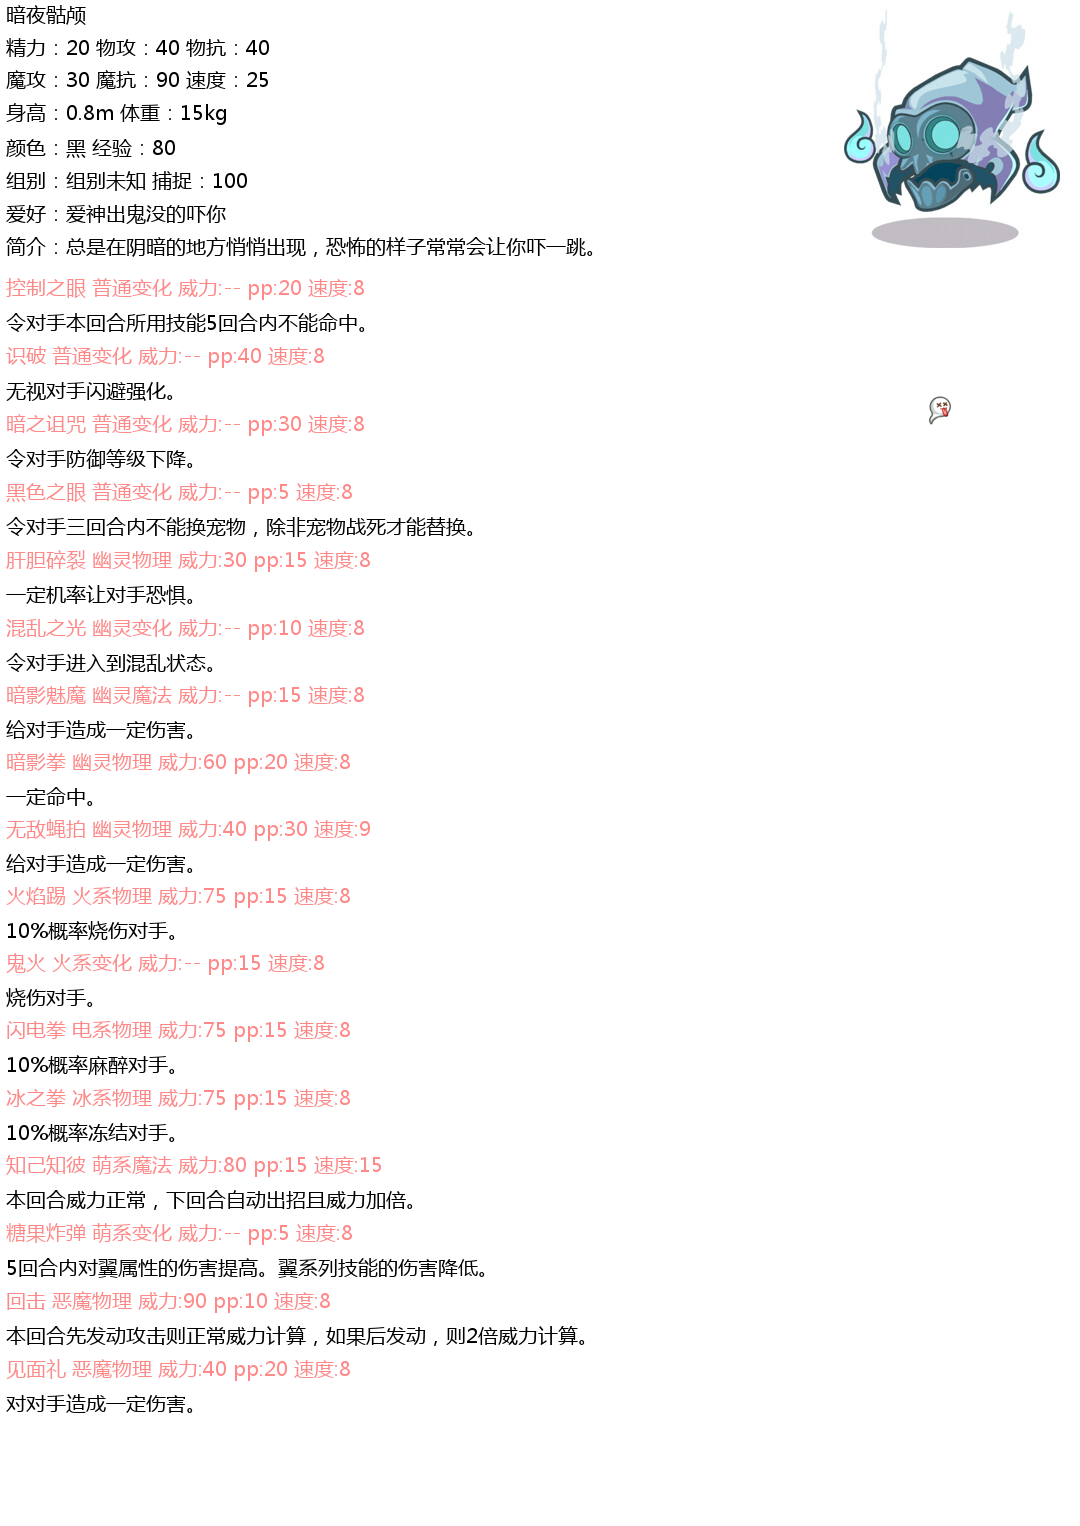 暗夜骷颅
精力：20 物攻：40 物抗：40
魔攻：30 魔抗：90 速度：25
身高：0.8m 体重：15kg
颜色：黑 经验：80
组别：组别未知 捕捉：100
爱好：爱神出鬼没的吓你
简介：总是在阴暗的地方悄悄出现，恐怖的样子常常会让你吓一跳。
控制之眼 普通变化 威力:-- pp:20 速度:8
令对手本回合所用技能5回合内不能命中。
识破 普通变化 威力:-- pp:40 速度:8
无视对手闪避强化。
暗之诅咒 普通变化 威力:-- pp:30 速度:8
令对手防御等级下降。
黑色之眼 普通变化 威力:-- pp:5 速度:8
令对手三回合内不能换宠物，除非宠物战死才能替换。
肝胆碎裂 幽灵物理 威力:30 pp:15 速度:8
一定机率让对手恐惧。
混乱之光 幽灵变化 威力:-- pp:10 速度:8
令对手进入到混乱状态。
暗影魅魔 幽灵魔法 威力:-- pp:15 速度:8
给对手造成一定伤害。
暗影拳 幽灵物理 威力:60 pp:20 速度:8
一定命中。
无敌蝇拍 幽灵物理 威力:40 pp:30 速度:9
给对手造成一定伤害。
火焰踢 火系物理 威力:75 pp:15 速度:8
10%概率烧伤对手。
鬼火 火系变化 威力:-- pp:15 速度:8
烧伤对手。
闪电拳 电系物理 威力:75 pp:15 速度:8
10%概率麻醉对手。
冰之拳 冰系物理 威力:75 pp:15 速度:8
10%概率冻结对手。
知己知彼 萌系魔法 威力:80 pp:15 速度:15
本回合威力正常，下回合自动出招且威力加倍。
糖果炸弹 萌系变化 威力:-- pp:5 速度:8
5回合内对翼属性的伤害提高。翼系列技能的伤害降低。
回击 恶魔物理 威力:90 pp:10 速度:8
本回合先发动攻击则正常威力计算，如果后发动，则2倍威力计算。
见面礼 恶魔物理 威力:40 pp:20 速度:8
对对手造成一定伤害。